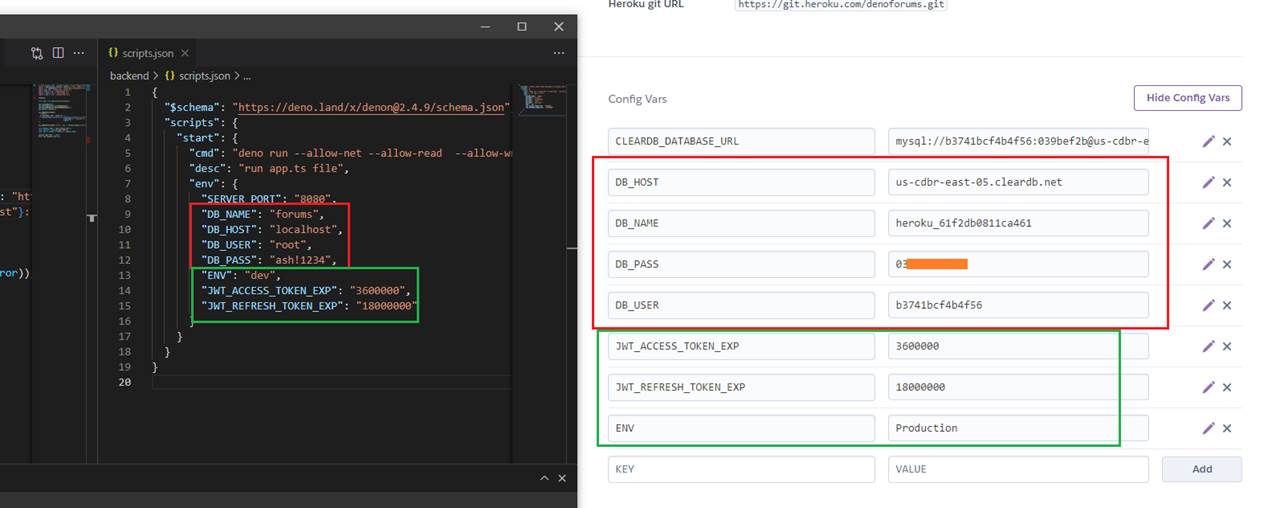 scripts.json
backend > {} scripts.json > ...
1 {
2 "$schema": "https://deno.land/x/denon@2.4.9/schema.json"
3 "scripts": {
4 "start": {
5 "cmd": "deno run --allow-net --allow-read --allow-wr
6 "desc": "run app.ts file",
7 "env": {
8 "SERVER_PORT": "8080",
9 "DB_NAME": "forums",
10 "DB_HOST": "localhost",
11 "DB_USER": "root",
12 "DB_PASS": "ash!1234",
13 "ENV": "dev",
14 "JWT_ACCESS_TOKEN_EXP": "3600000",
15 "JWT_REFRESH_TOKEN_EXP": "18000000"
16 }
17 }
18 }
19 }
20
: "ht
st"}:
ror));
Heroku git URL
https://git.heroku.com/denoforums.git
Config Vars
Hide Config Vars
CLEARDB_DATABASE_URL mysql://b3741bcf4b4f56:039bef2b@us-cdbr-e
DB_HOST us-cdbr-east-05.cleardb.net
DB_NAME heroku_61f2db0811ca461
DB_PASS 03
DB_USER b3741bcf4b4f56
JWT_ACCESS_TOKEN_EXP 3600000
JWT_REFRESH_TOKEN_EXP 18000000
ENV Production
KEY VALUE Add